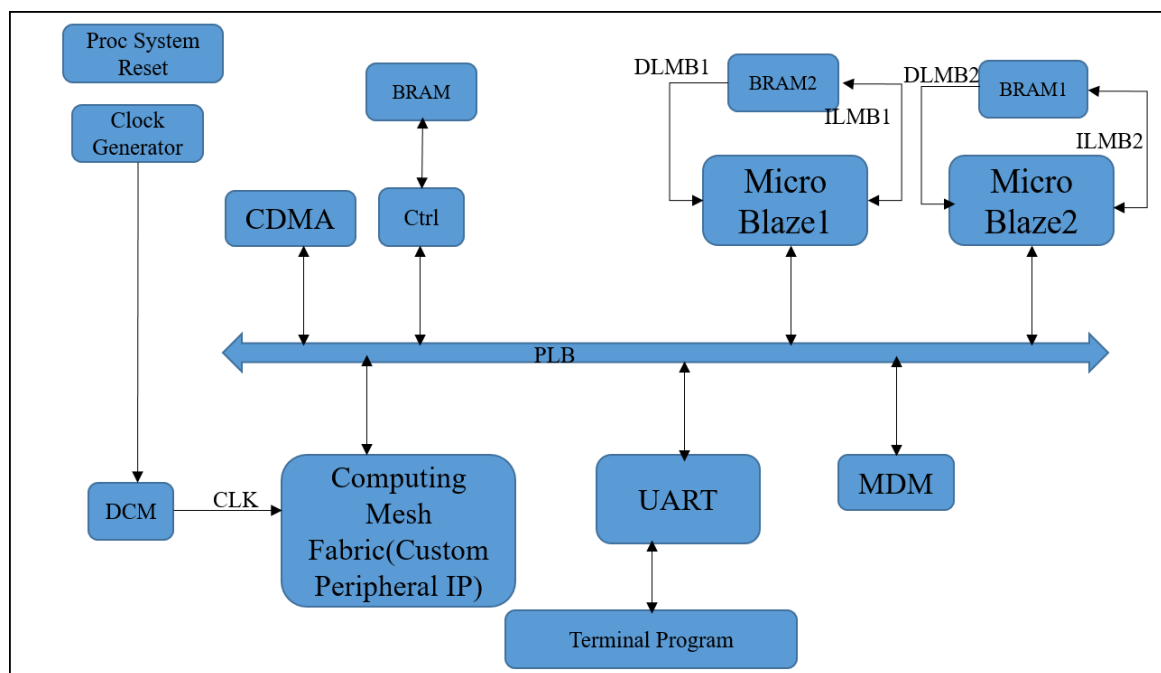 Proc System
Reset
Clock
Generator
BRAM
DLMB1
BRAM2
ILMB1
DLMB2
BRAM1
ILMB2
CDMA
Ctrl
Micro
Blaze1
Micro
Blaze2
PLB
DCM
CLK
Computing
Mesh
Fabric(Custom
Peripheral IP)
UART
MDM
Terminal Program